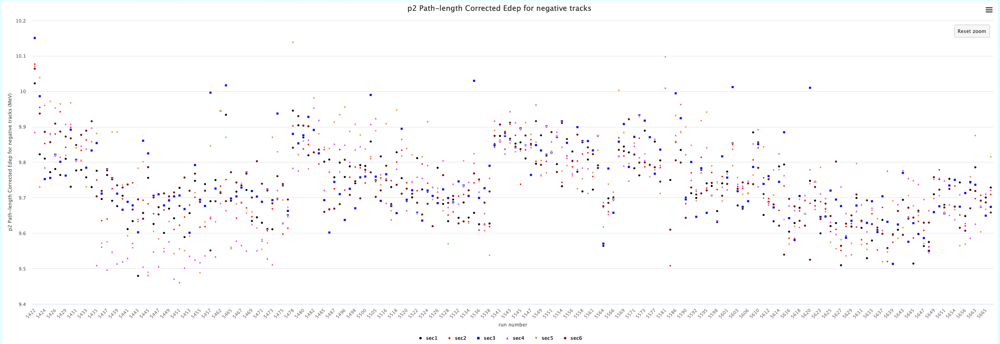 p2 Path-length Corrected Edep for negative tracks
Reset zoom
p2 Path-length Corrected Edep for negative tracks (MeV)
10.2
10.1
10
9.9
9.8
9.7
9.6
9.5
9.4
5422 5424 5426 5429 5431 5433 5435 5437 5439 5441 5443 5445 5447 5449 5451 5453 5455 5457 5462 5465 5467 5469 5471 5473 5475 5478 5480 5482 5485 5487 5496 5498 5500 5505 5516 5518 5520 5522 5524 5526 5528 5532 5534 5536 5538 5541 5543 5545 5547 5549 5551 5554 5556 5558 5561 5564 5566 5569 5571 5573 5577 5581 5586 5590 5592 5595 5598 5601 5603 5606 5610 5612 5614 5616 5618 5620 5623 5625 5627 5629 5631 5633 5637 5639 5643 5645 5647 5649 5651 5654 5656 5663 5665
run number
sec1 sec2 sec3 sec4 sec5 sec6